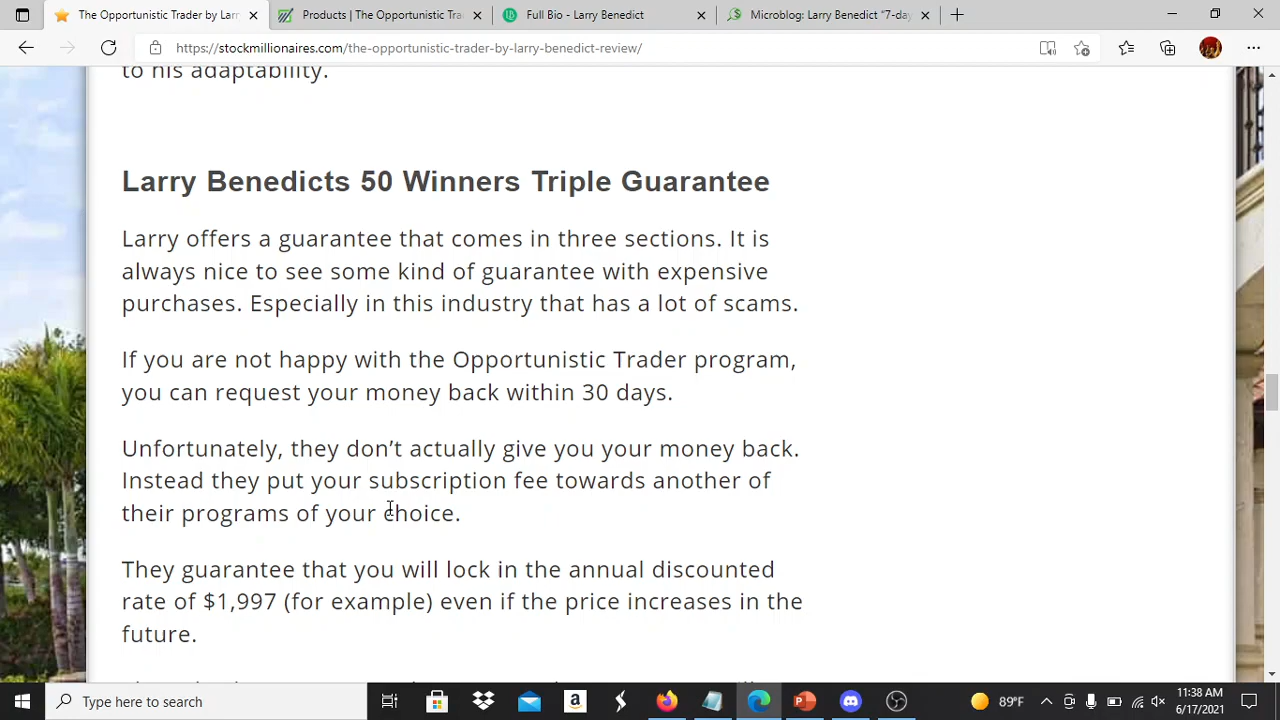 The Opportunistic Trader by Larr
Products | The Opportunistic Tra
Full Bio - Larry Benedict
Microblog: Larry Benedict "7-day
https://stockmillionaires.com/the-opportunistic-trader-by-larry-benedict-review/
to his adaptability.
Larry Benedicts 50 Winners Triple Guarantee
Larry offers a guarantee that comes in three sections. It is
always nice to see some kind of guarantee with expensive
purchases. Especially in this industry that has a lot of scams.
If you are not happy with the Opportunistic Trader program,
you can request your money back within 30 days.
Unfortunately, they don’t actually give you your money back.
Instead they put your subscription fee towards another of
their programs of your choice.
They guarantee that you will lock in the annual discounted
rate of $1,997 (for example) even if the price increases in the
future.
Type here to search
89°F
11:38 AM
6/17/2021